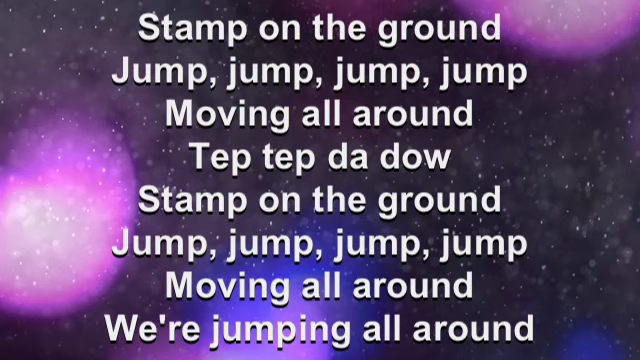 Stamp on the ground
Jump, jump, jump, jump
Moving all around
Tep tep da dow
Stamp on the ground
Jump, jump, jump, jump
Moving all around
We're jumping all around